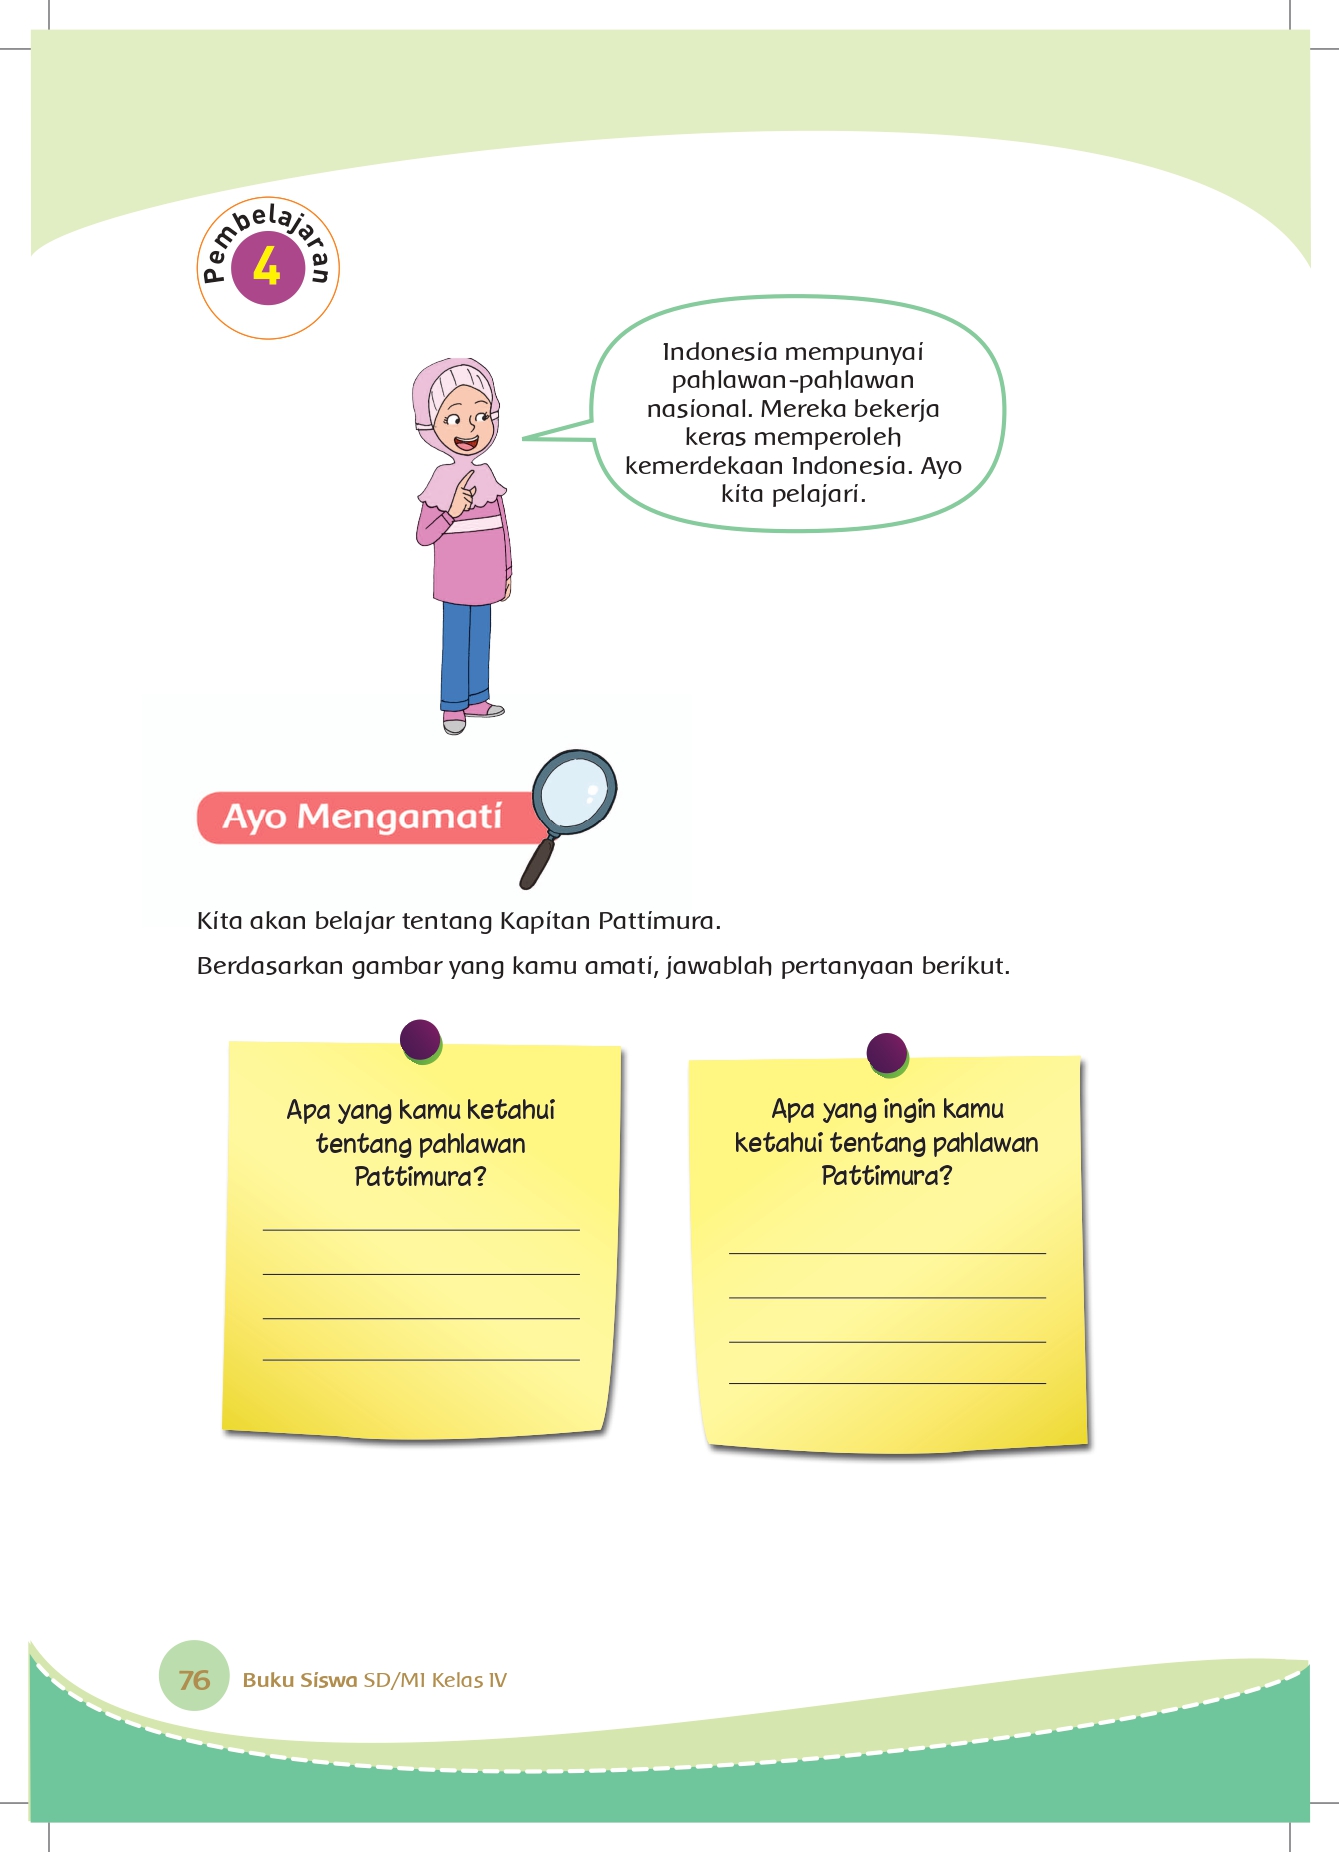 Pembelajaran
4
Indonesia mempunyai
pahlawan-pahlawan
nasional. Mereka bekerja
keras memperoleh
kemerdekaan Indonesia. Ayo
kita pelajari.
Ayo Mengamati
Kita akan belajar tentang Kapitan Pattimura.
Berdasarkan gambar yang kamu amati, jawablah pertanyaan berikut.
Apa yang kamu ketahui
tentang pahlawan
Pattimura?
Apa yang ingin kamu
ketahui tentang pahlawan
Pattimura?
76 Buku Siswa SD/MI Kelas IV